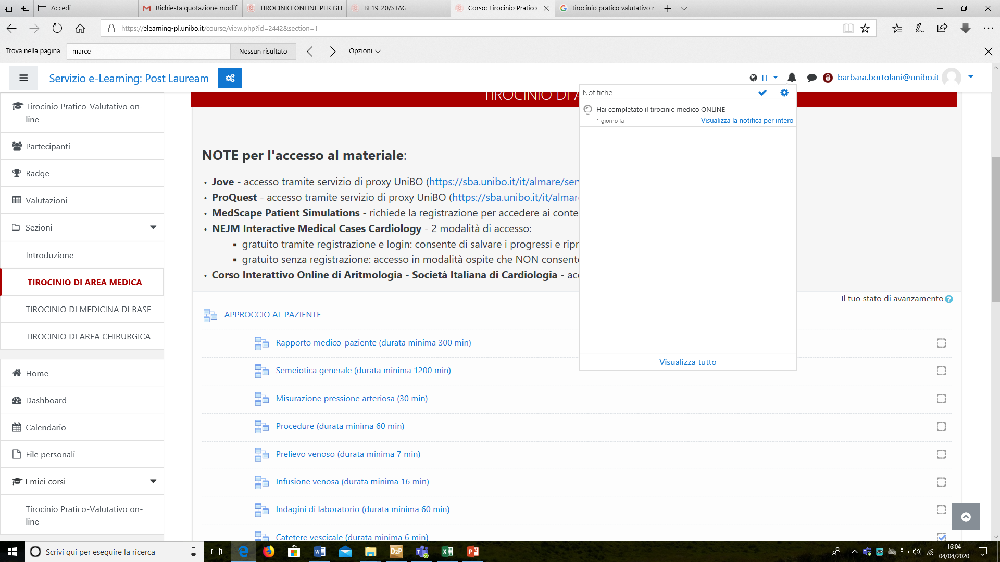 Accedi
Richiesta quotazione modif
TIROCINIO ONLINE PER GLI
BL19-20/STAG
Corso: Tirocinio Pratico-
tirocinio pratico valutativo r
https://elearning-pl.unibo.it/course/view.php?id=2442&section=1
Trova nella pagina
marce
Nessun risultato
Opzioni
Servizio e-Learning: Post Lauream
IT
barbara.bortolani@unibo.it
Tirocinio Pratico-Valutativo on-
line
Partecipanti
Badge
Valutazioni
Sezioni
Introduzione
TIROCINIO DI AREA MEDICA
TIROCINIO DI MEDICINA DI BASE
TIROCINIO DI AREA CHIRURGICA
Home
Dashboard
Calendario
File personali
I miei corsi
Tirocinio Pratico-Valutativo on-
line
TIROCINIO DI A
Notifiche
Hai completato il tirocinio medico ONLINE
1 giorno fa
Visualizza la notifica per intero
Visualizza tutto
NOTE per l'accesso al materiale:
• Jove - accesso tramite servizio di proxy UniBO (https://sba.unibo.it/it/almare/serv
• ProQuest - accesso tramite servizio di proxy UniBO (https://sba.unibo.it/it/almare
• MedScape Patient Simulations - richiede la registrazione per accedere ai conte
• NEJM Interactive Medical Cases Cardiology - 2 modalità di accesso:
▪ gratuito tramite registrazione e login: consente di salvare i progressi e ripr
▪ gratuito senza registrazione: accesso in modalità ospite che NON consente
• Corso Interattivo Online di Aritmologia - Società Italiana di Cardiologia - acc
Il tuo stato di avanzamento
APPROCCIO AL PAZIENTE
Rapporto medico-paziente (durata minima 300 min)
Semeiotica generale (durata minima 1200 min)
Misurazione pressione arteriosa (30 min)
Procedure (durata minima 60 min)
Prelievo venoso (durata minima 7 min)
Infusione venosa (durata minima 16 min)
Indagini di laboratorio (durata minima 60 min)
Catetere vescicale (durata minima 6 min)
Scrivi qui per eseguire la ricerca
D2P
16:04
04/04/2020